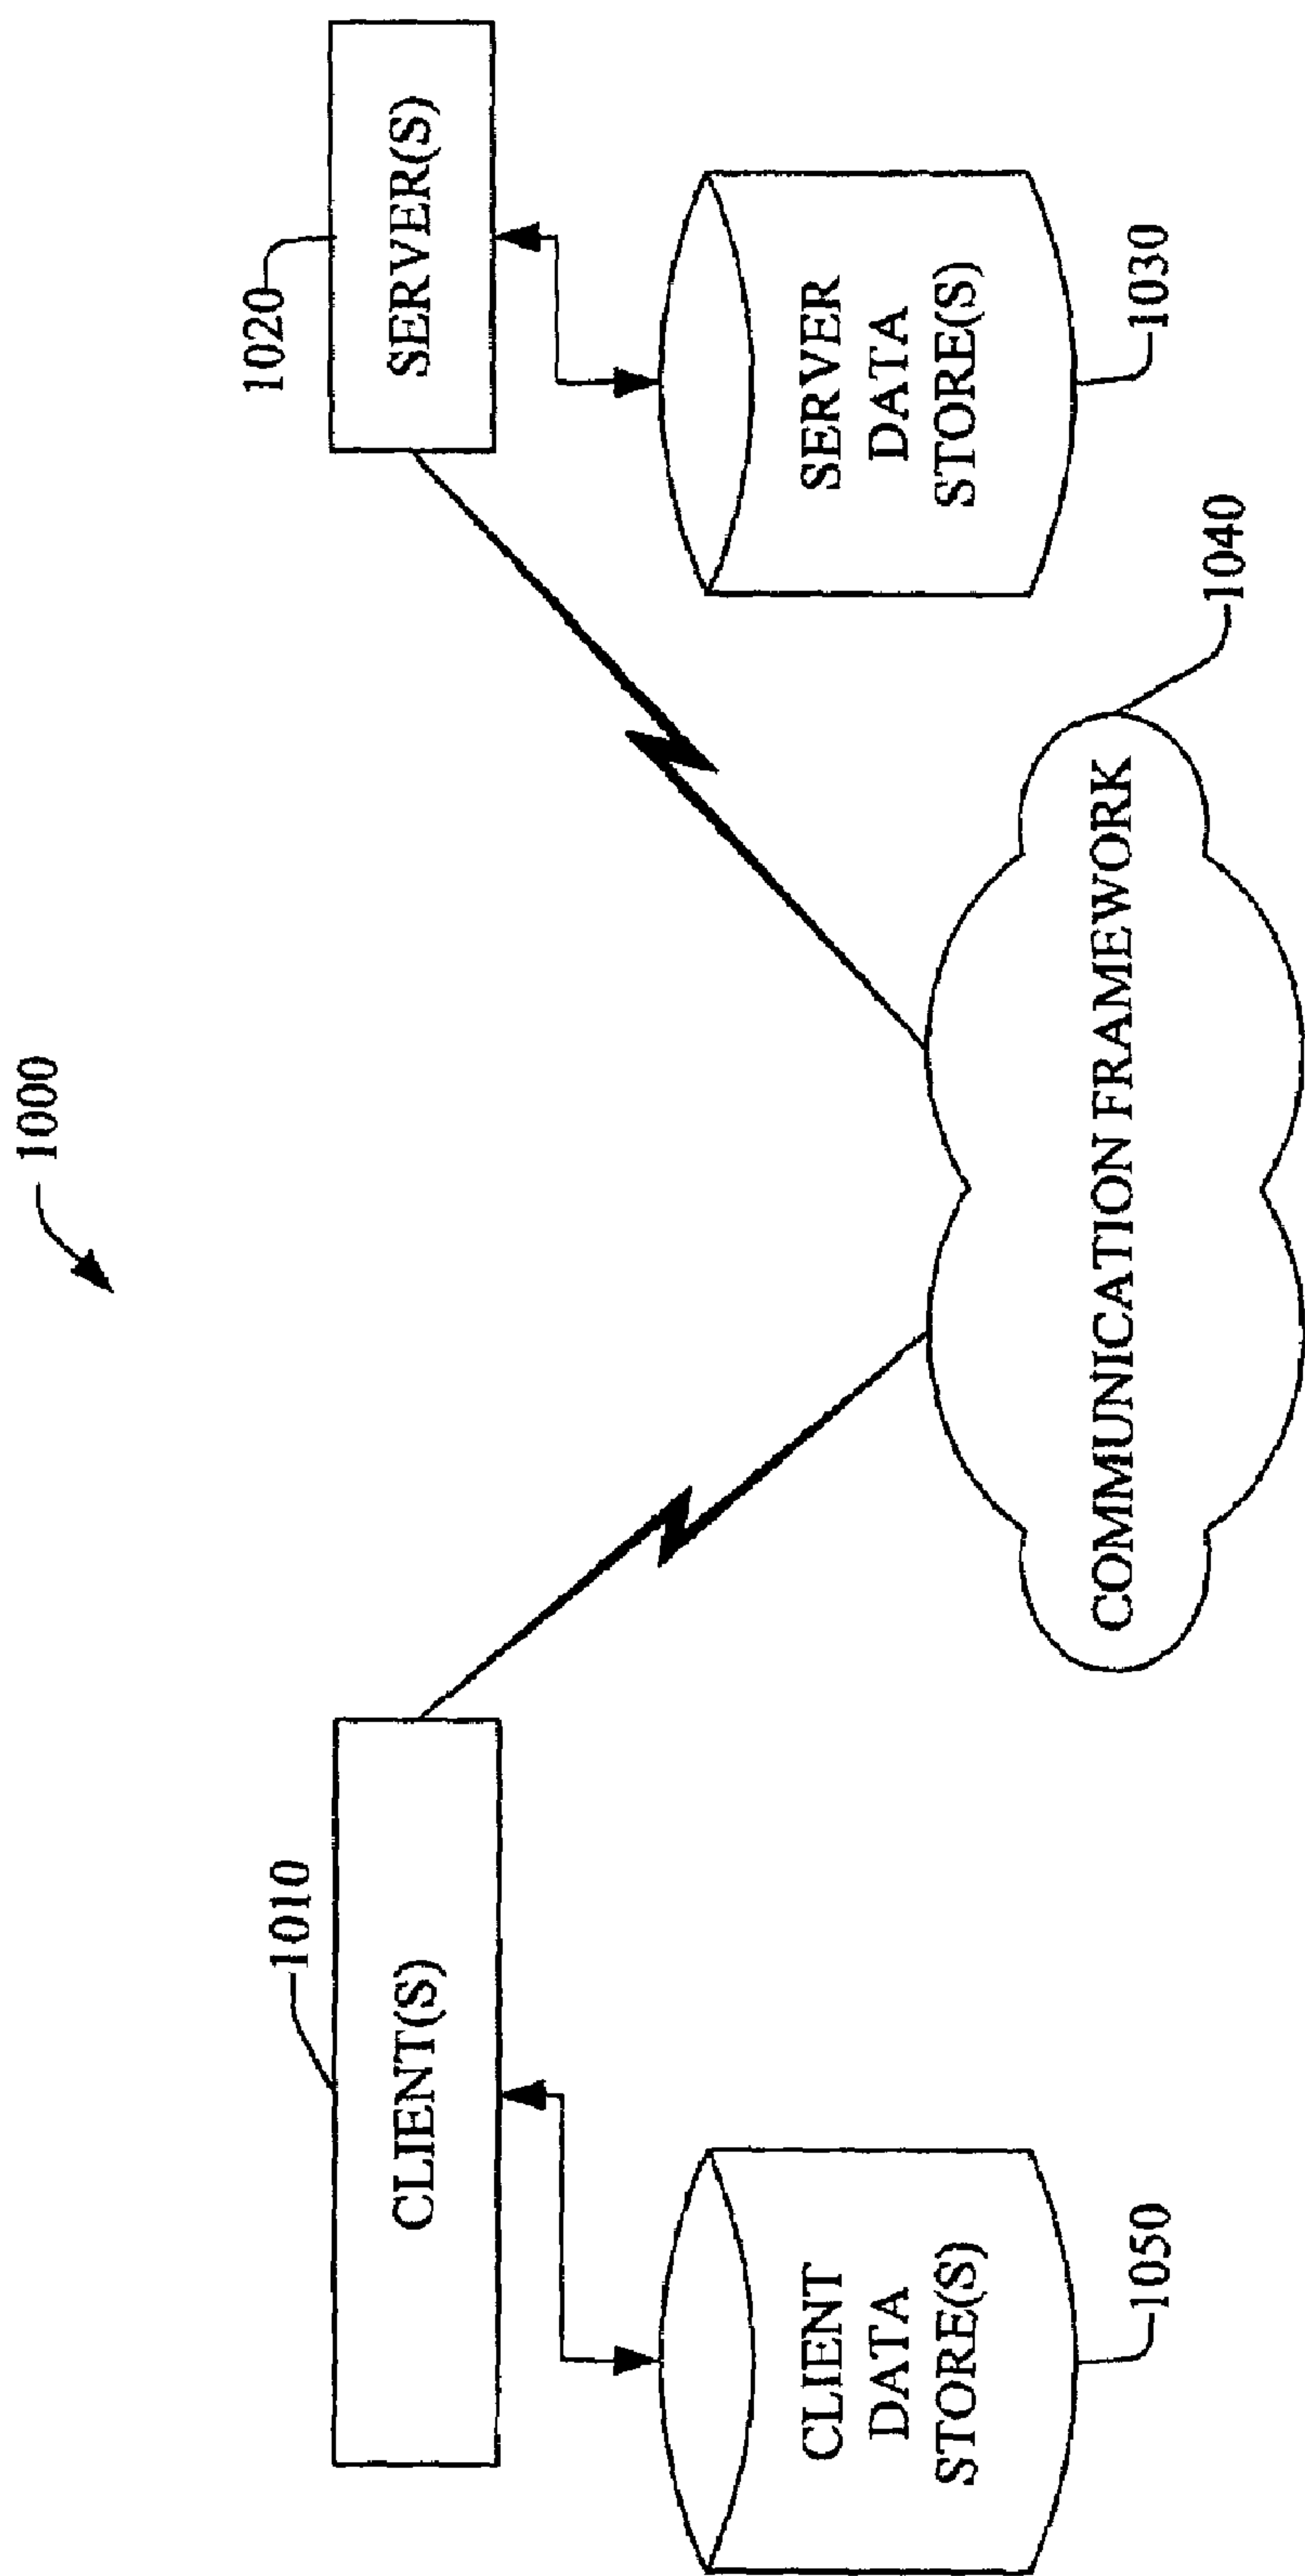 1000
1010
1020
CLIENT(S)
SERVER(S)
CLIENT
DATA
STORE(S)
SERVER
DATA
STORE(S)
1050
1030
1040
COMMUNICATION FRAMEWORK